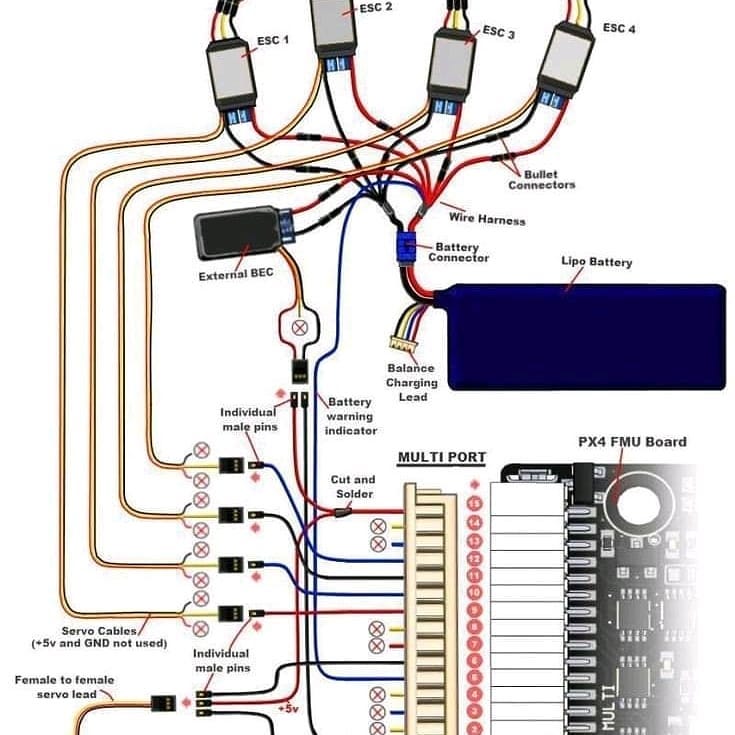 ESC 1
ESC 2
ESC 3
ESC 4
Bullet
Connectors
Wire Harness
External BEC
Battery
Connector
Lipo Battery
Balance
Charging
Lead
Battery
warning
indicator
Individual
male pins
MULTI PORT
PX4 FMU Board
Cut and
Solder
15
14
13
12
11
10
9
8
7
6
5
4
3
2
MULTI
Servo Cables
(+5v and GND not used)
Individual
male pins
Female to female
servo lead
+5v